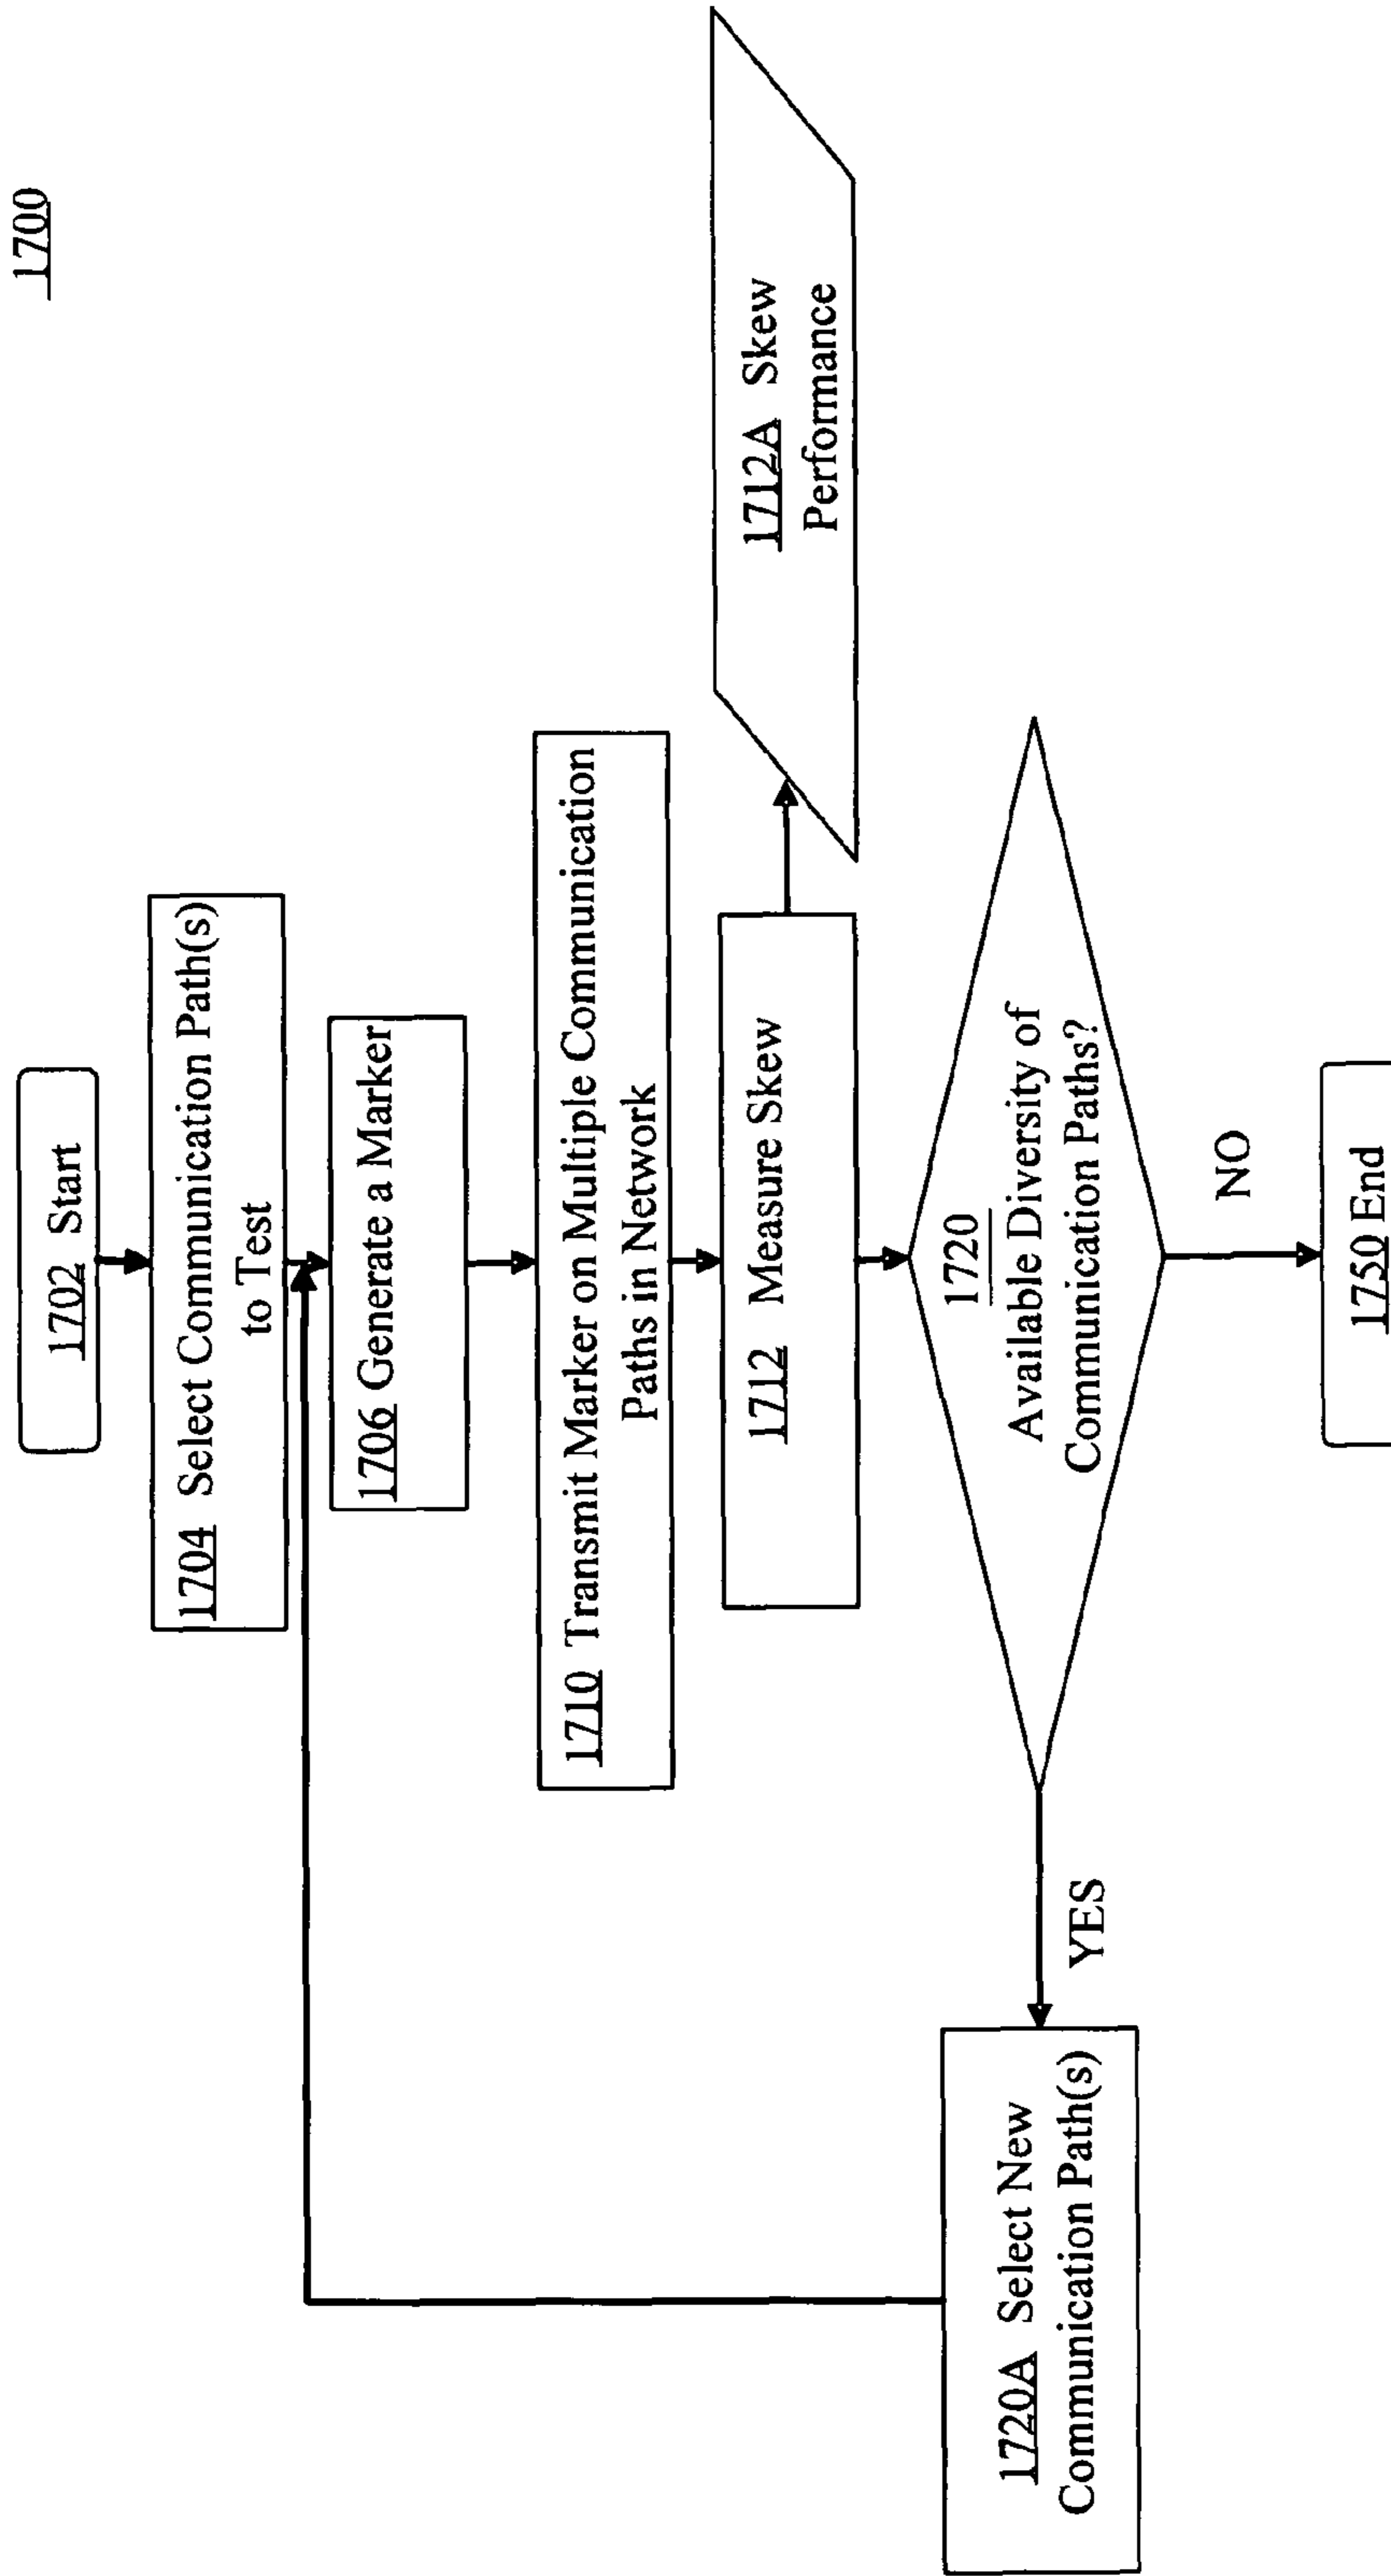 1700
1702 Start
1704 Select Communication Path(s)
to Test
1706 Generate a Marker
1710 Transmit Marker on Multiple Communication
Paths in Network
1712 Measure Skew
1712A Skew
Performance
1720
Available Diversity of
Communication Paths?
YES
NO
1720A Select New
Communication Path(s)
1750 End